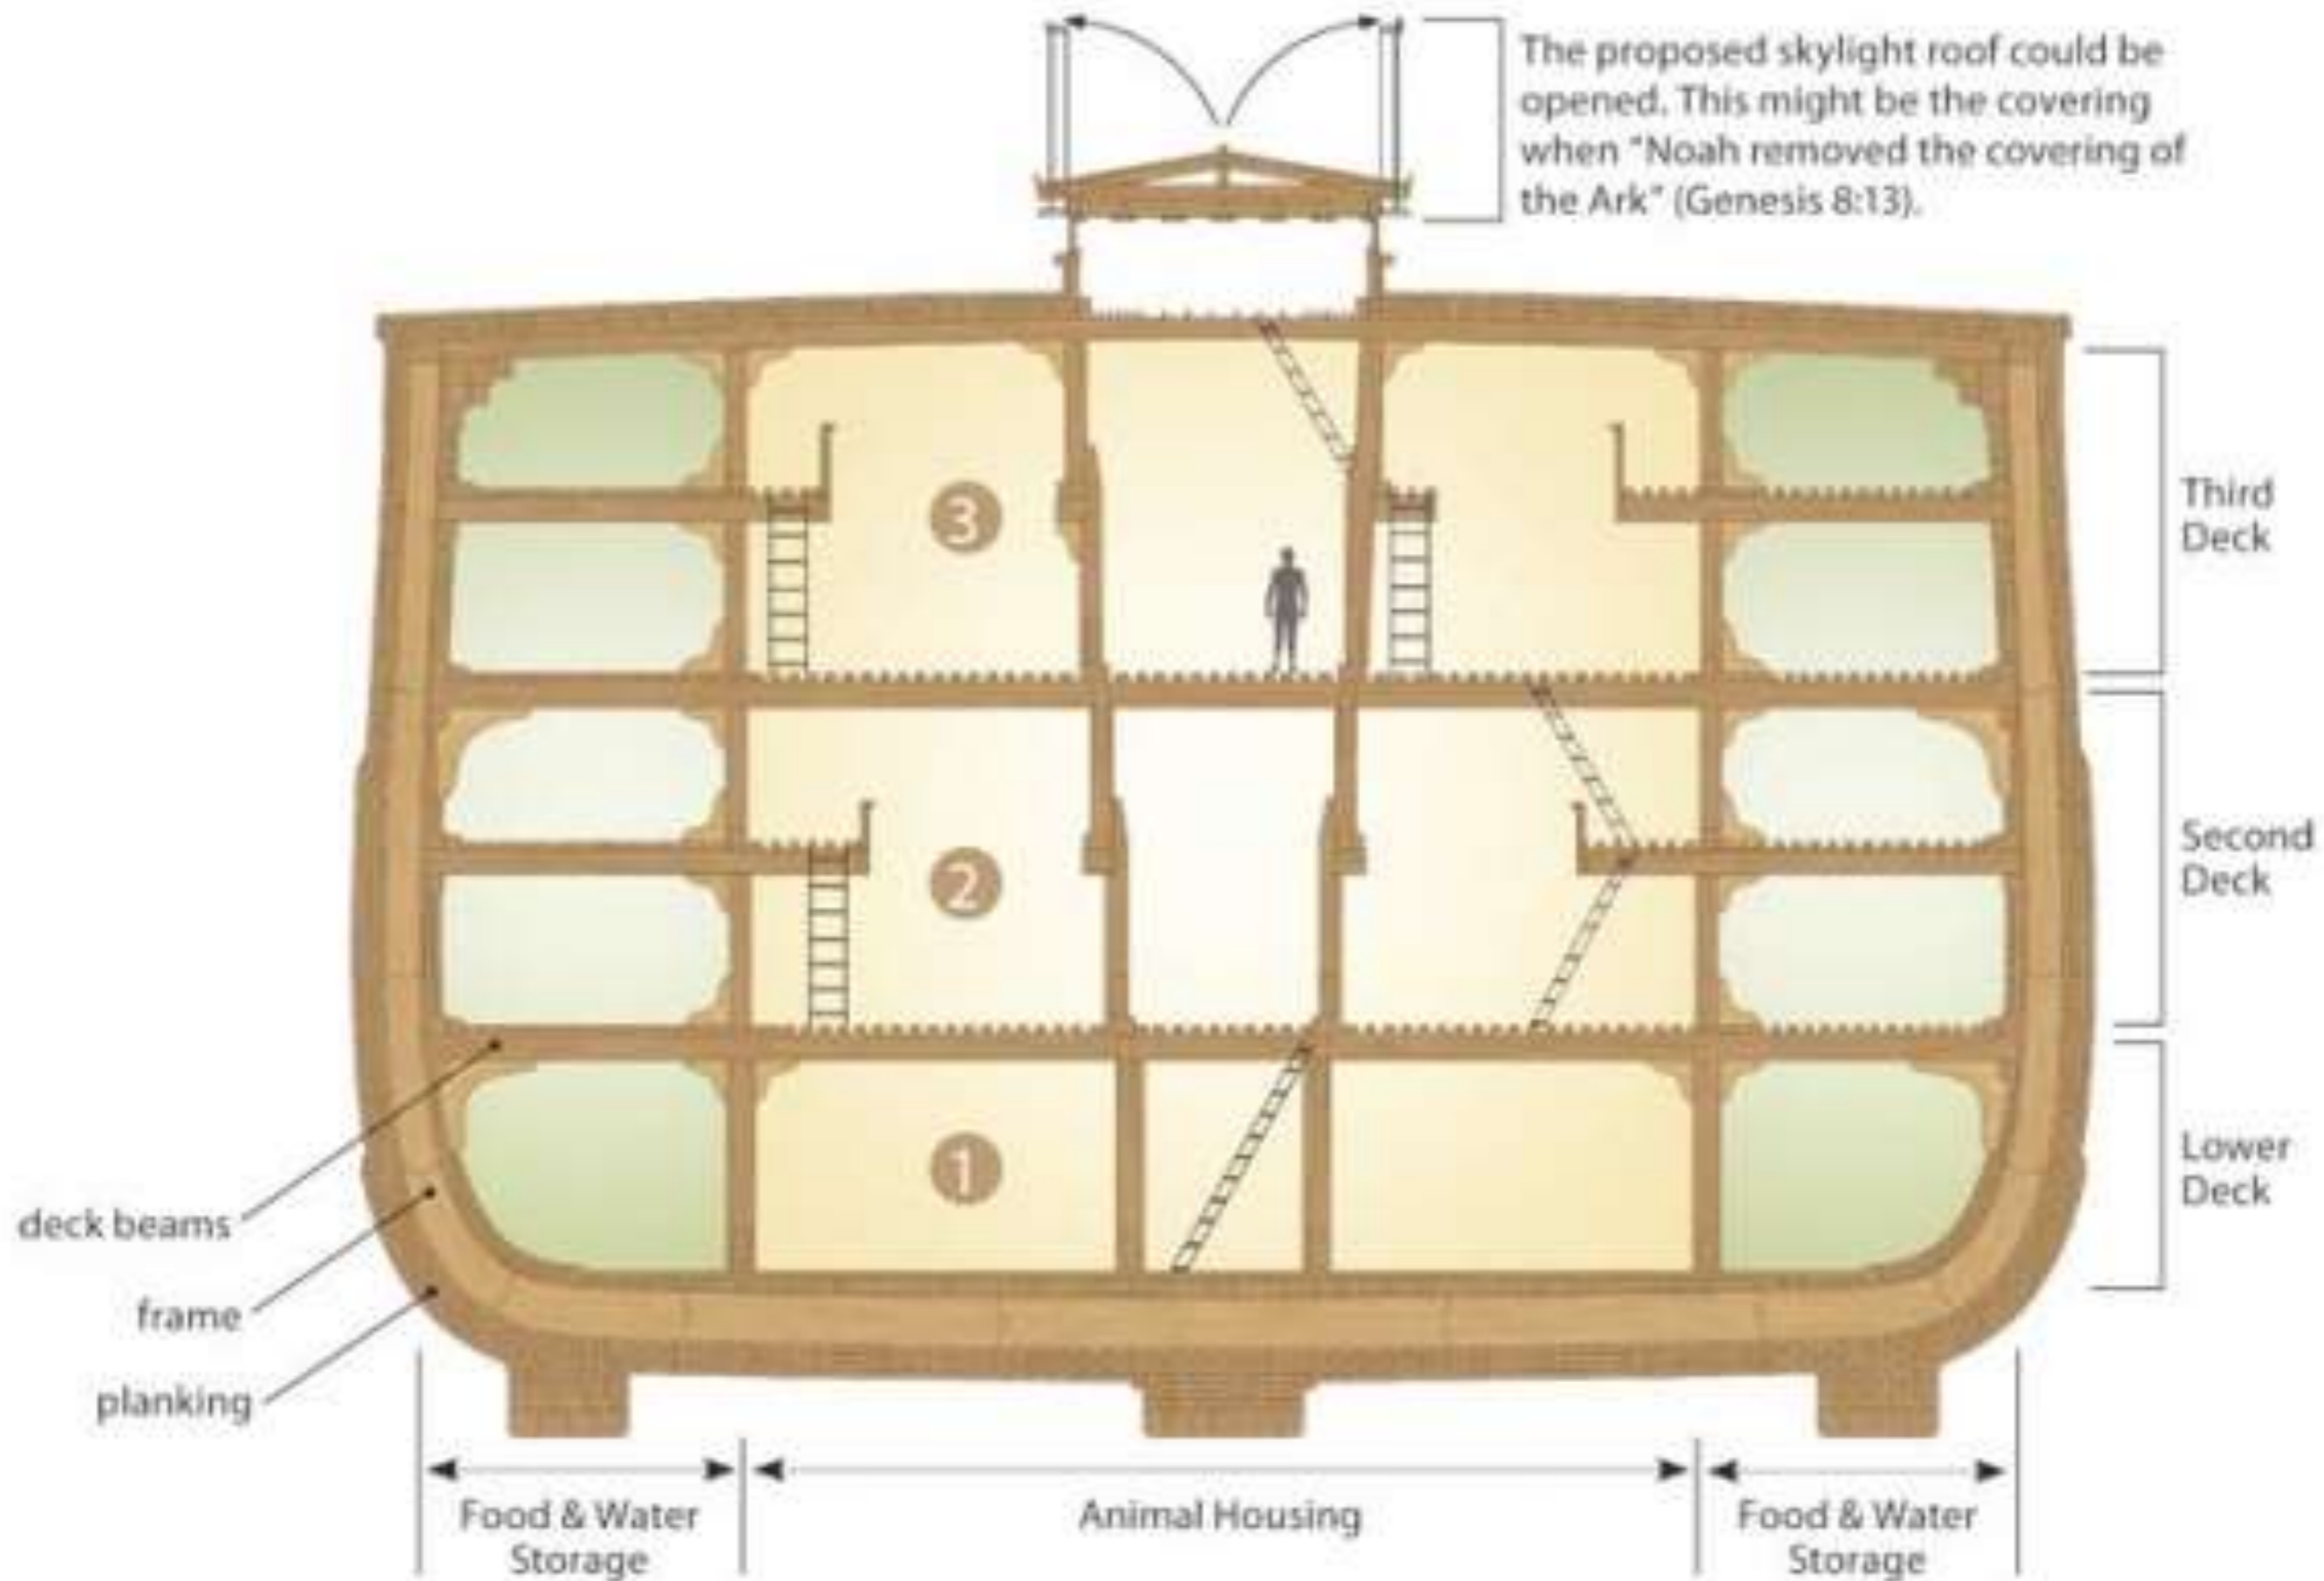 The proposed skylight roof could be
opened. This might be the covering
when "Noah removed the covering of
the Ark" (Genesis 8:13).
3
Third
Deck
2
Second
Deck
1
Lower
Deck
deck beams
frame
planking
Food & Water
Storage
Animal Housing
Food & Water
Storage